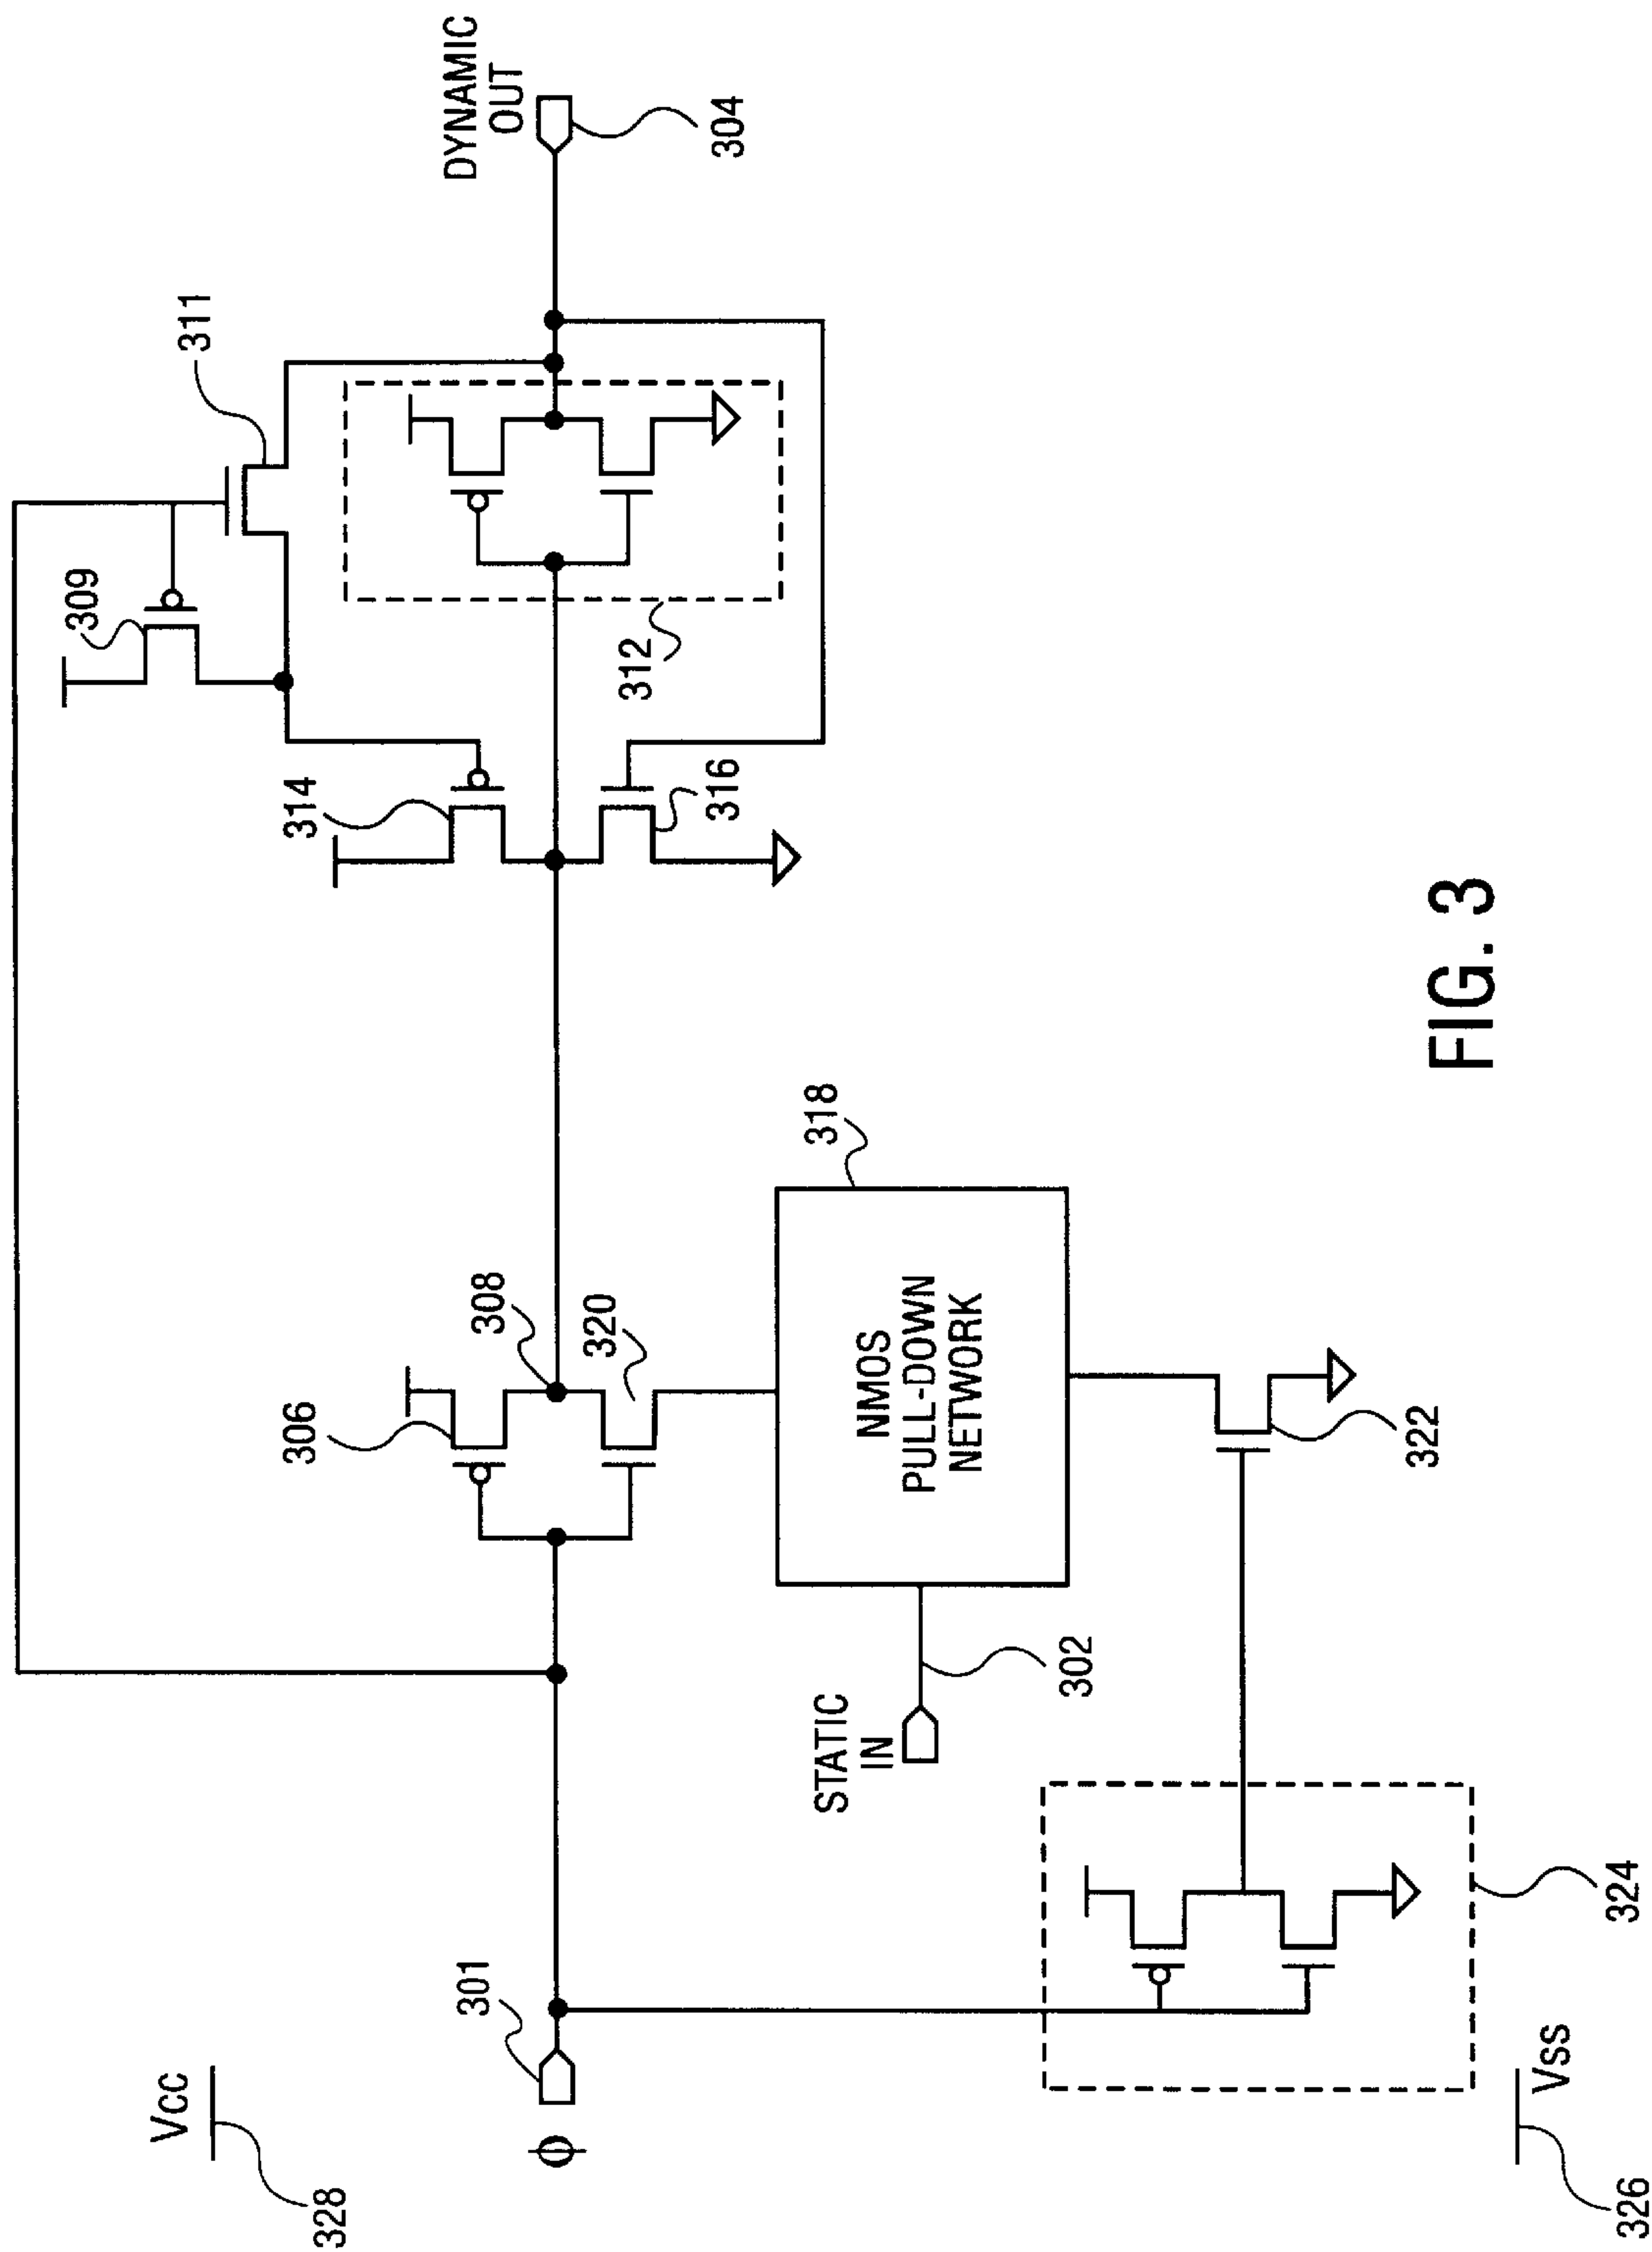 Vcc
328
Φ
301
306
308
320
314
316
309
311
312
DYNAMIC
OUT
304
STATIC
IN
302
NMOS
PULL-DOWN
NETWORK
318
322
324
Vss
326
FIG. 3